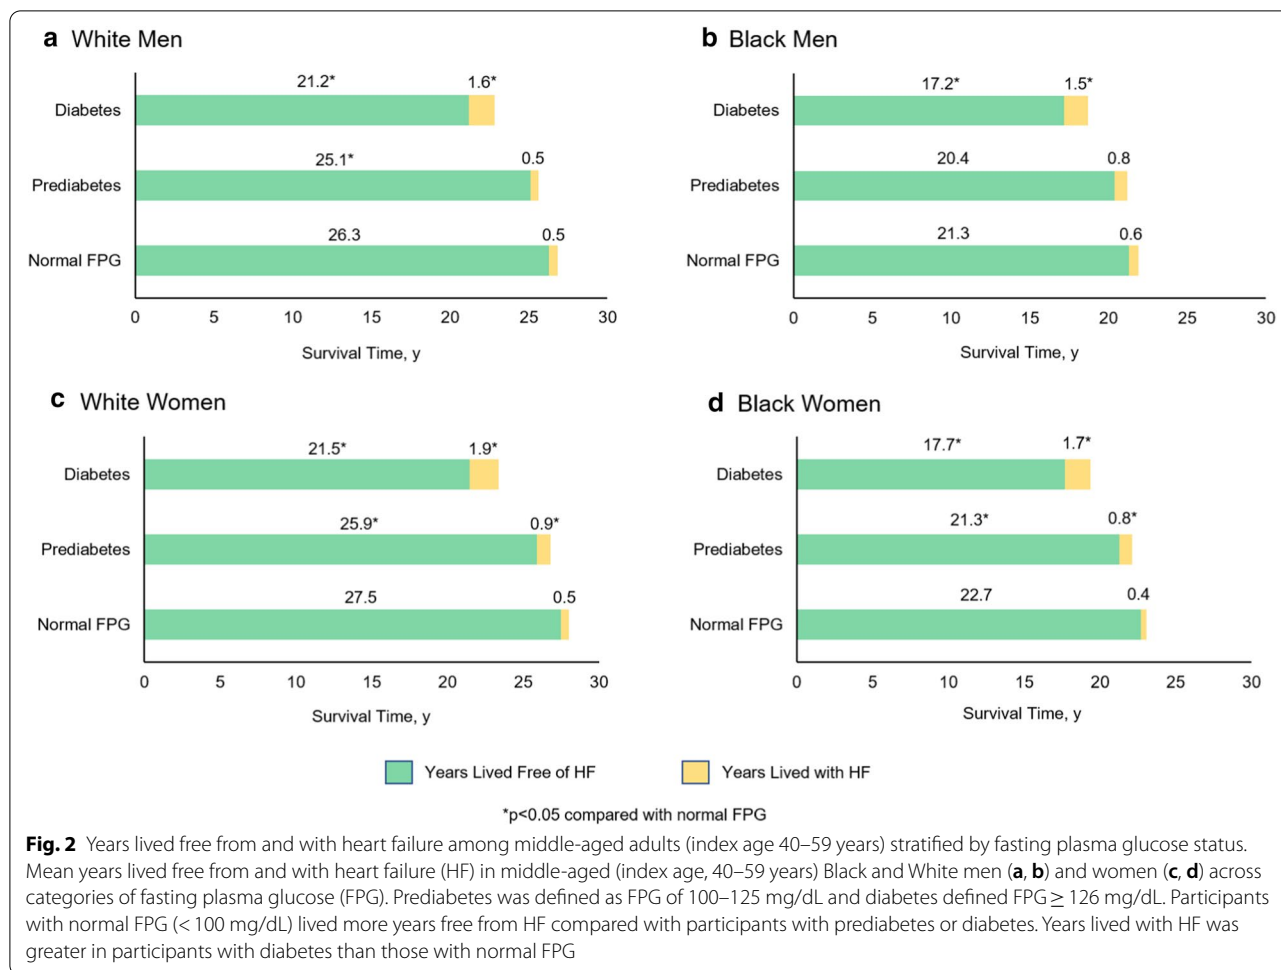 a White Men
21.2* 1.6*
Diabetes
25.1* 0.5
Prediabetes
26.3 0.5
Normal FPG
0 5 10 15 20 25 30
Survival Time, y
b Black Men
17.2* 1.5*
Diabetes
20.4 0.8
Prediabetes
21.3 0.6
Normal FPG
0 5 10 15 20 25 30
Survival Time, y
c White Women
21.5* 1.9*
Diabetes
25.9* 0.9*
Prediabetes
27.5 0.5
Normal FPG
0 5 10 15 20 25 30
Survival Time, y
d Black Women
17.7* 1.7*
Diabetes
21.3* 0.8*
Prediabetes
22.7 0.4
Normal FPG
0 5 10 15 20 25 30
Survival Time, y
Years Lived Free of HF Years Lived with HF
*p<0.05 compared with normal FPG
Fig. 2 Years lived free from and with heart failure among middle-aged adults (index age 40–59 years) stratified by fasting plasma glucose status.
Mean years lived free from and with heart failure (HF) in middle-aged (index age, 40–59 years) Black and White men (a, b) and women (c, d) across
categories of fasting plasma glucose (FPG). Prediabetes was defined as FPG of 100–125 mg/dL and diabetes defined FPG ≥ 126 mg/dL. Participants
with normal FPG (< 100 mg/dL) lived more years free from HF compared with participants with prediabetes or diabetes. Years lived with HF was
greater in participants with diabetes than those with normal FPG